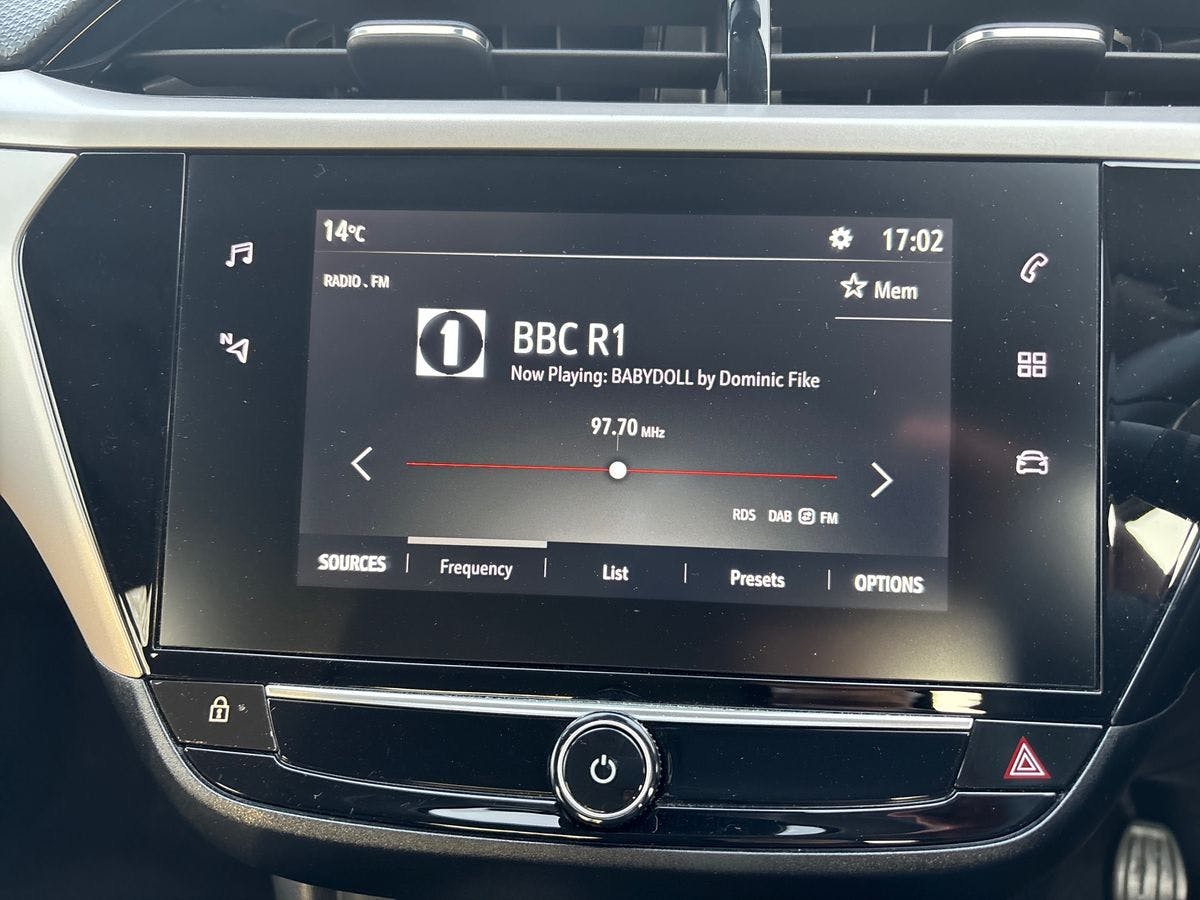 14°C
17:02
RADIO . FM
Mem
1
BBC R1
Now Playing: BABYDOLL by Dominic Fike
97.70 MHz
RDS DAB FM
SOURCES | Frequency | List | Presets | OPTIONS
N